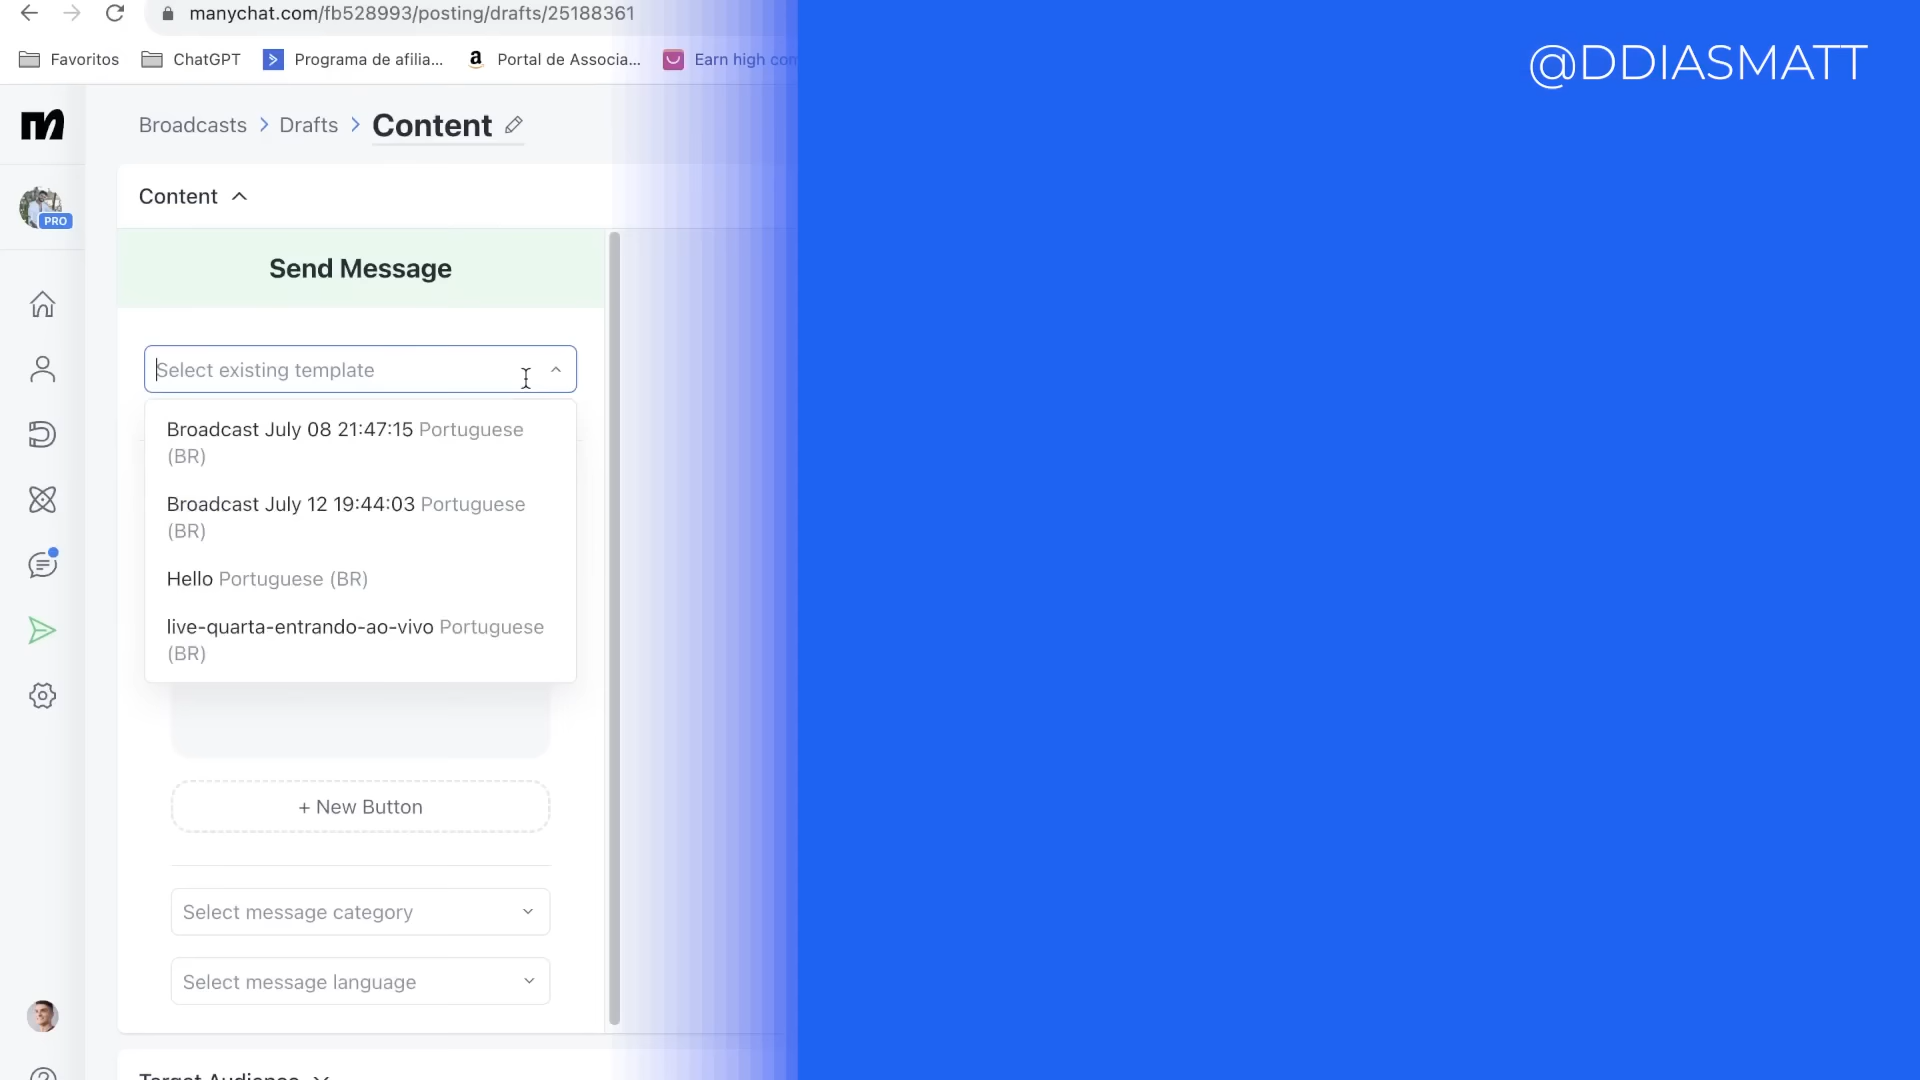 manychat.com/fb528993/posting/drafts/25188361
Favoritos ChatGPT Programa de afilia... Portal de Associa... Earn high con
@DDIASMATT
Broadcasts > Drafts > Content
PRO
Content
Send Message
Select existing template
Broadcast July 08 21:47:15 Portuguese
(BR)
Broadcast July 12 19:44:03 Portuguese
(BR)
Hello Portuguese (BR)
live-quarta-entrando-ao-vivo Portuguese
(BR)
+ New Button
Select message category
Select message language
Target Audience